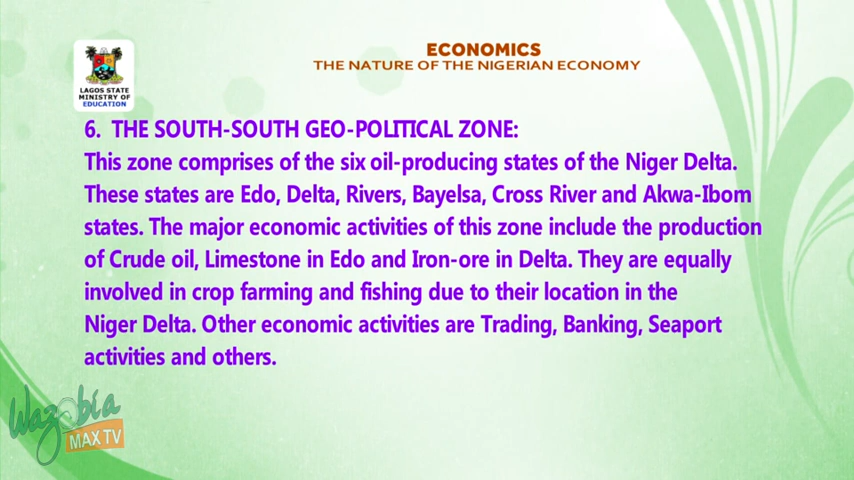 ECONOMICS
THE NATURE OF THE NIGERIAN ECONOMY
LAGOS STATE
MINISTRY OF
EDUCATION
6. THE SOUTH-SOUTH GEO-POLITICAL ZONE:
This zone comprises of the six oil-producing states of the Niger Delta.
These states are Edo, Delta, Rivers, Bayelsa, Cross River and Akwa-Ibom
states. The major economic activities of this zone include the production
of Crude oil, Limestone in Edo and Iron-ore in Delta. They are equally
involved in crop farming and fishing due to their location in the
Niger Delta. Other economic activities are Trading, Banking, Seaport
activities and others.
Wazobia
MAX TV